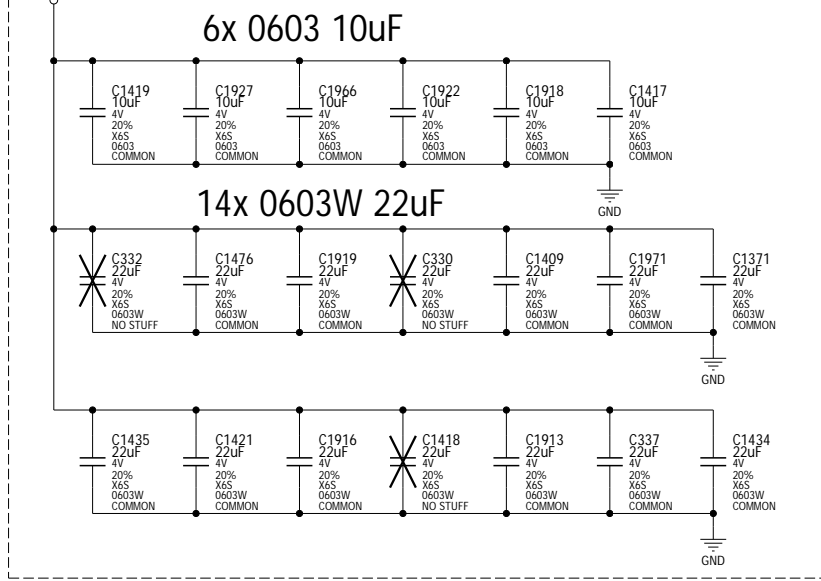 6x 0603 10uF
C1419
10uF
4V
20%
X6S
0603
COMMON
C1927
10uF
4V
20%
X6S
0603
COMMON
C1966
10uF
4V
20%
X6S
0603
COMMON
C1922
10uF
4V
20%
X6S
0603
COMMON
C1918
10uF
4V
20%
X6S
0603
COMMON
C1417
10uF
4V
20%
X6S
0603
COMMON
GND
14x 0603W 22uF
C332
22uF
4V
20%
X6S
0603W
NO STUFF
C1476
22uF
4V
20%
X6S
0603W
COMMON
C1919
22uF
4V
20%
X6S
0603W
COMMON
C330
22uF
4V
20%
X6S
0603W
NO STUFF
C1409
22uF
4V
20%
X6S
0603W
COMMON
C1971
22uF
4V
20%
X6S
0603W
COMMON
C1371
22uF
4V
20%
X6S
0603W
COMMON
GND
C1435
22uF
4V
20%
X6S
0603W
COMMON
C1421
22uF
4V
20%
X6S
0603W
COMMON
C1916
22uF
4V
20%
X6S
0603W
COMMON
C1418
22uF
4V
20%
X6S
0603W
NO STUFF
C1913
22uF
4V
20%
X6S
0603W
COMMON
C337
22uF
4V
20%
X6S
0603W
COMMON
C1434
22uF
4V
20%
X6S
0603W
COMMON
GND